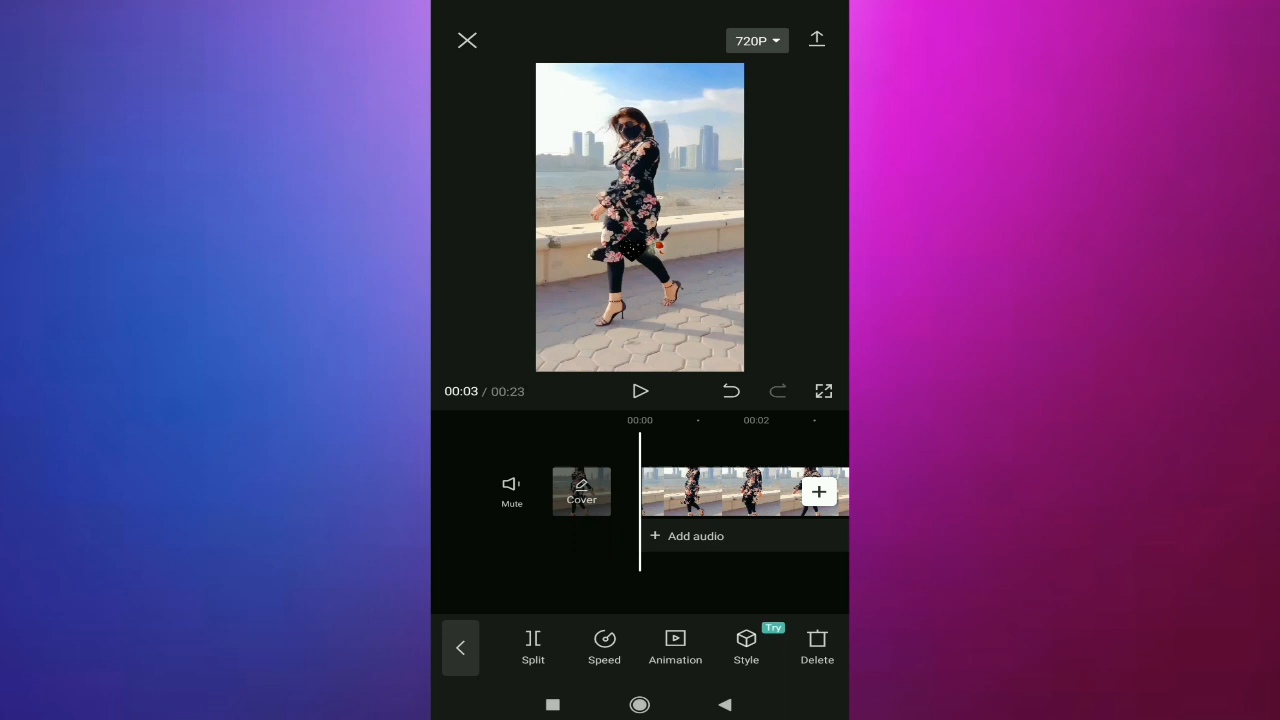 720P
00:03 / 00:23
00:00
00:02
Mute
Cover
+ Add audio
Try
Split
Speed
Animation
Style
Delete